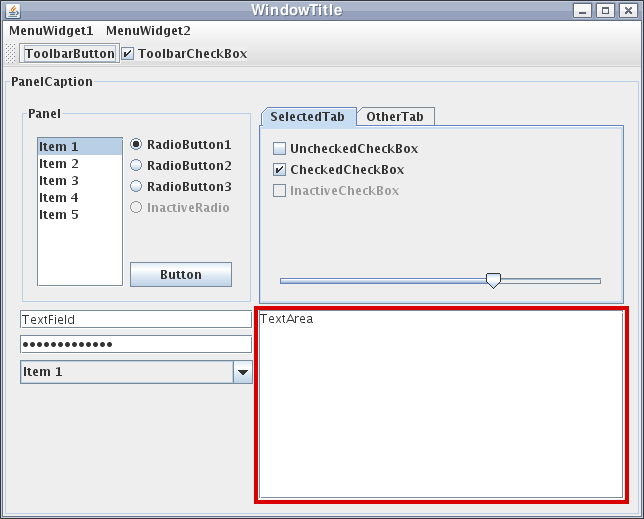 WindowTitle
MenuWidget1 MenuWidget2
ToolbarButton ToolbarCheckBox
PanelCaption
Panel
Item 1
Item 2
Item 3
Item 4
Item 5
RadioButton1
RadioButton2
RadioButton3
InactiveRadio
Button
SelectedTab OtherTab
UncheckedCheckBox
CheckedCheckBox
InactiveCheckBox
TextField
•••••••••••••
Item 1
TextArea